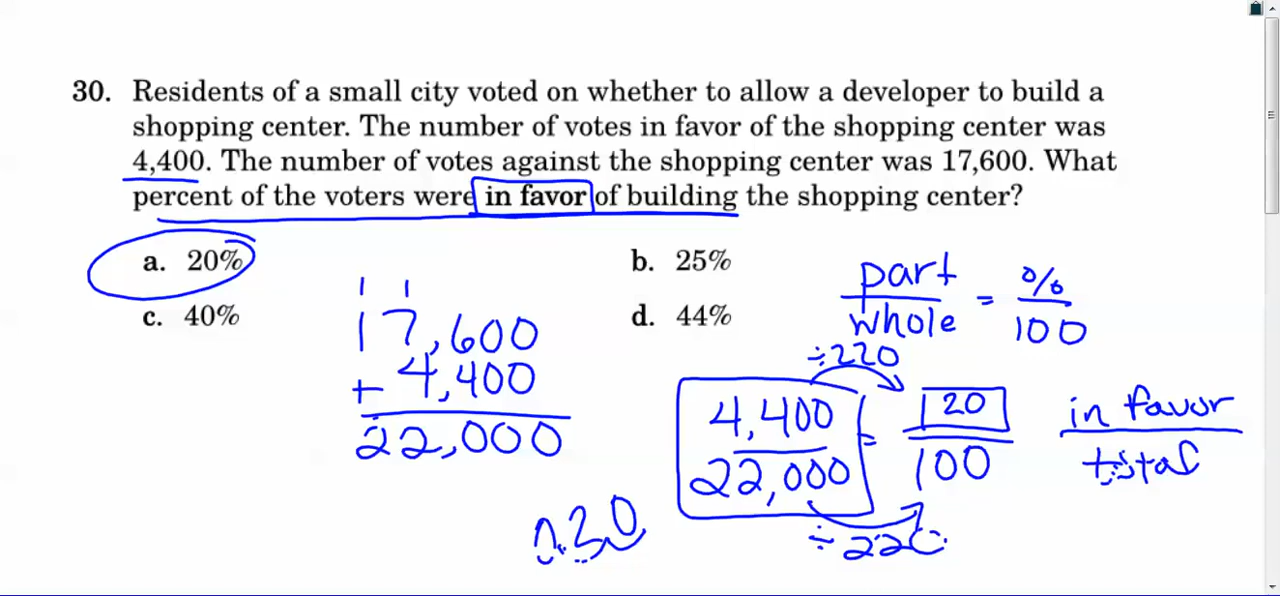 30. Residents of a small city voted on whether to allow a developer to build a
shopping center. The number of votes in favor of the shopping center was
4,400. The number of votes against the shopping center was 17,600. What
percent of the voters were in favor of building the shopping center?
a. 20%
b. 25%
c. 40%
d. 44%
1 1
17,600
+ 4,400
22,000
part
whole
=
%
100
÷220
4,400
22,000
=
20
100
÷220
in favor
total